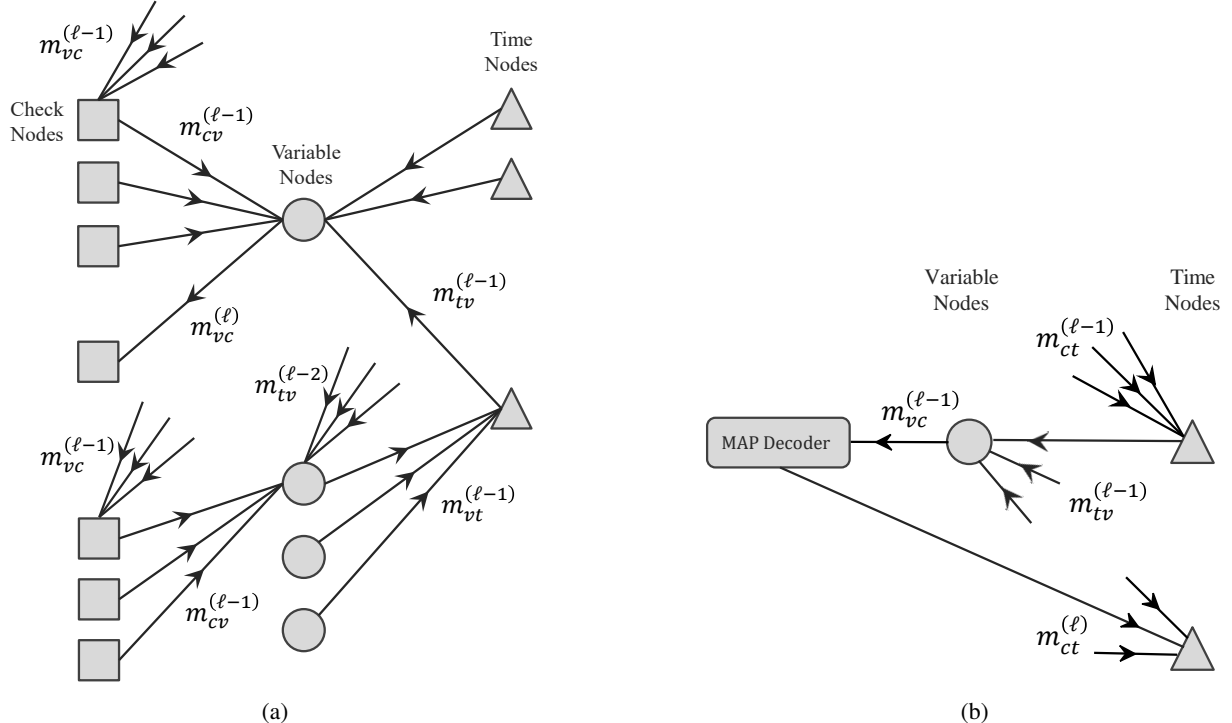 m_{vc}^{(ℓ−1)}
Time
Nodes
Check
Nodes
m_{cv}^{(ℓ−1)}
Variable
Nodes
m_{tv}^{(ℓ−1)}
m_{vc}^{(ℓ)}
m_{tv}^{(ℓ−2)}
m_{vc}^{(ℓ−1)}
m_{vt}^{(ℓ−1)}
m_{cv}^{(ℓ−1)}
(a)
Variable
Nodes
Time
Nodes
m_{ct}^{(ℓ−1)}
m_{vc}^{(ℓ−1)}
MAP Decoder
m_{tv}^{(ℓ−1)}
m_{ct}^{(ℓ)}
(b)